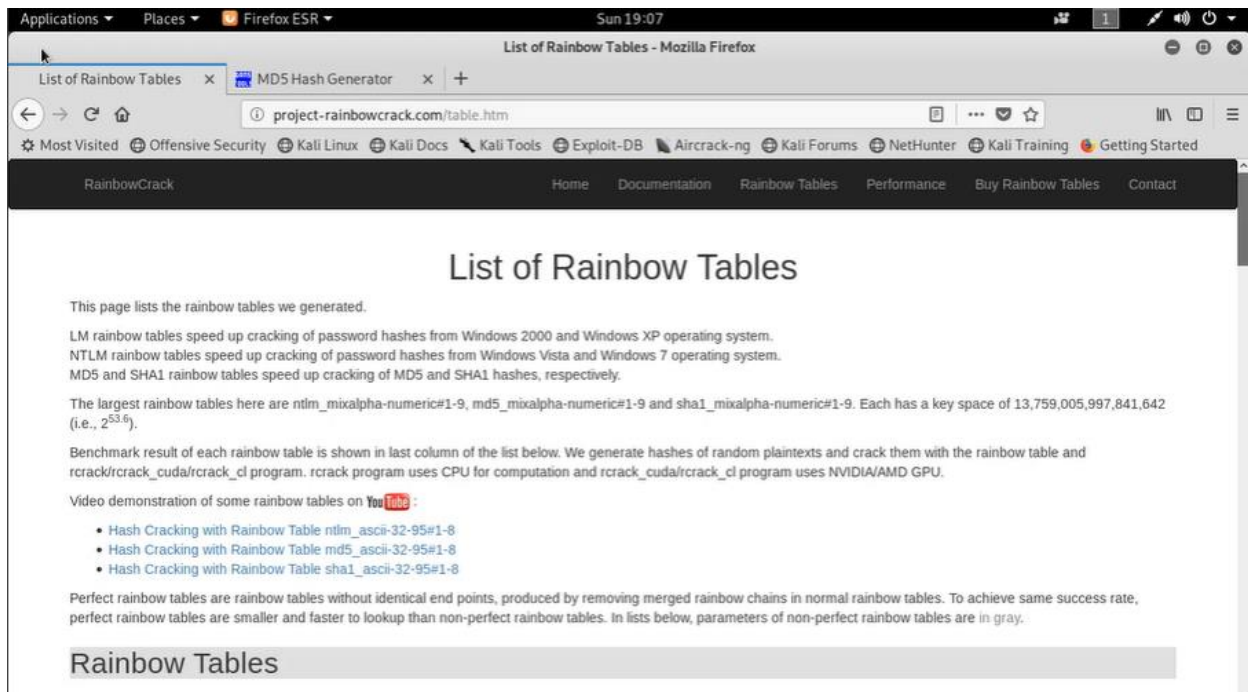 Applications Places Firefox ESR Sun 19:07 1
List of Rainbow Tables - Mozilla Firefox
List of Rainbow Tables MD5 Hash Generator
project-rainbowcrack.com/table.htm
Most Visited Offensive Security Kali Linux Kali Docs Kali Tools Exploit-DB Aircrack-ng Kali Forums NetHunter Kali Training Getting Started
RainbowCrack Home Documentation Rainbow Tables Performance Buy Rainbow Tables Contact
List of Rainbow Tables
This page lists the rainbow tables we generated.
LM rainbow tables speed up cracking of password hashes from Windows 2000 and Windows XP operating system.
NTLM rainbow tables speed up cracking of password hashes from Windows Vista and Windows 7 operating system.
MD5 and SHA1 rainbow tables speed up cracking of MD5 and SHA1 hashes, respectively.
The largest rainbow tables here are ntlm_mixalpha-numeric#1-9, md5_mixalpha-numeric#1-9 and sha1_mixalpha-numeric#1-9. Each has a key space of 13,759,005,997,841,642
(i.e., 2^53.6).
Benchmark result of each rainbow table is shown in last column of the list below. We generate hashes of random plaintexts and crack them with the rainbow table and
rcrack/rcrack_cuda/rcrack_cl program. rcrack program uses CPU for computation and rcrack_cuda/rcrack_cl program uses NVIDIA/AMD GPU.
Video demonstration of some rainbow tables on YouTube :
• Hash Cracking with Rainbow Table ntlm_ascii-32-95#1-8
• Hash Cracking with Rainbow Table md5_ascii-32-95#1-8
• Hash Cracking with Rainbow Table sha1_ascii-32-95#1-8
Perfect rainbow tables are rainbow tables without identical end points, produced by removing merged rainbow chains in normal rainbow tables. To achieve same success rate,
perfect rainbow tables are smaller and faster to lookup than non-perfect rainbow tables. In lists below, parameters of non-perfect rainbow tables are in gray.
Rainbow Tables